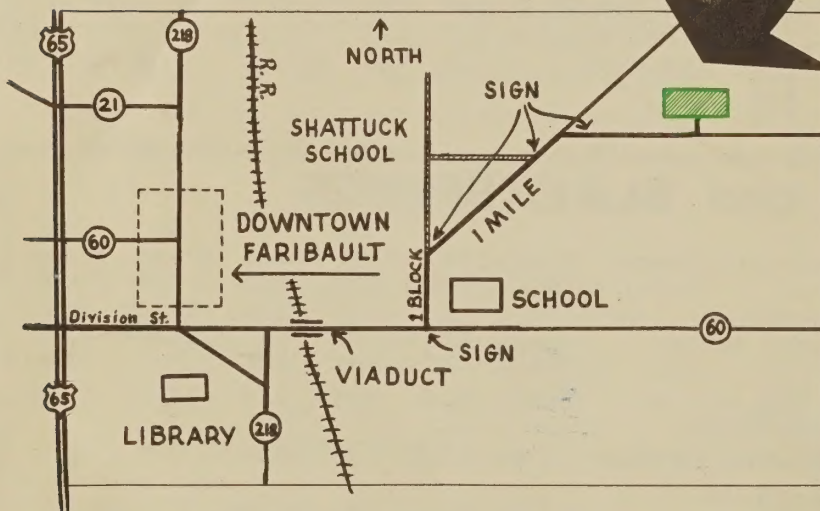 65
218
R.R.
↑
NORTH
21
SIGN
SHATTUCK
SCHOOL
1 MILE
DOWNTOWN
FARIBAULT
60
1 BLOCK
SCHOOL
Division St.
60
SIGN
VIADUCT
65
LIBRARY
218